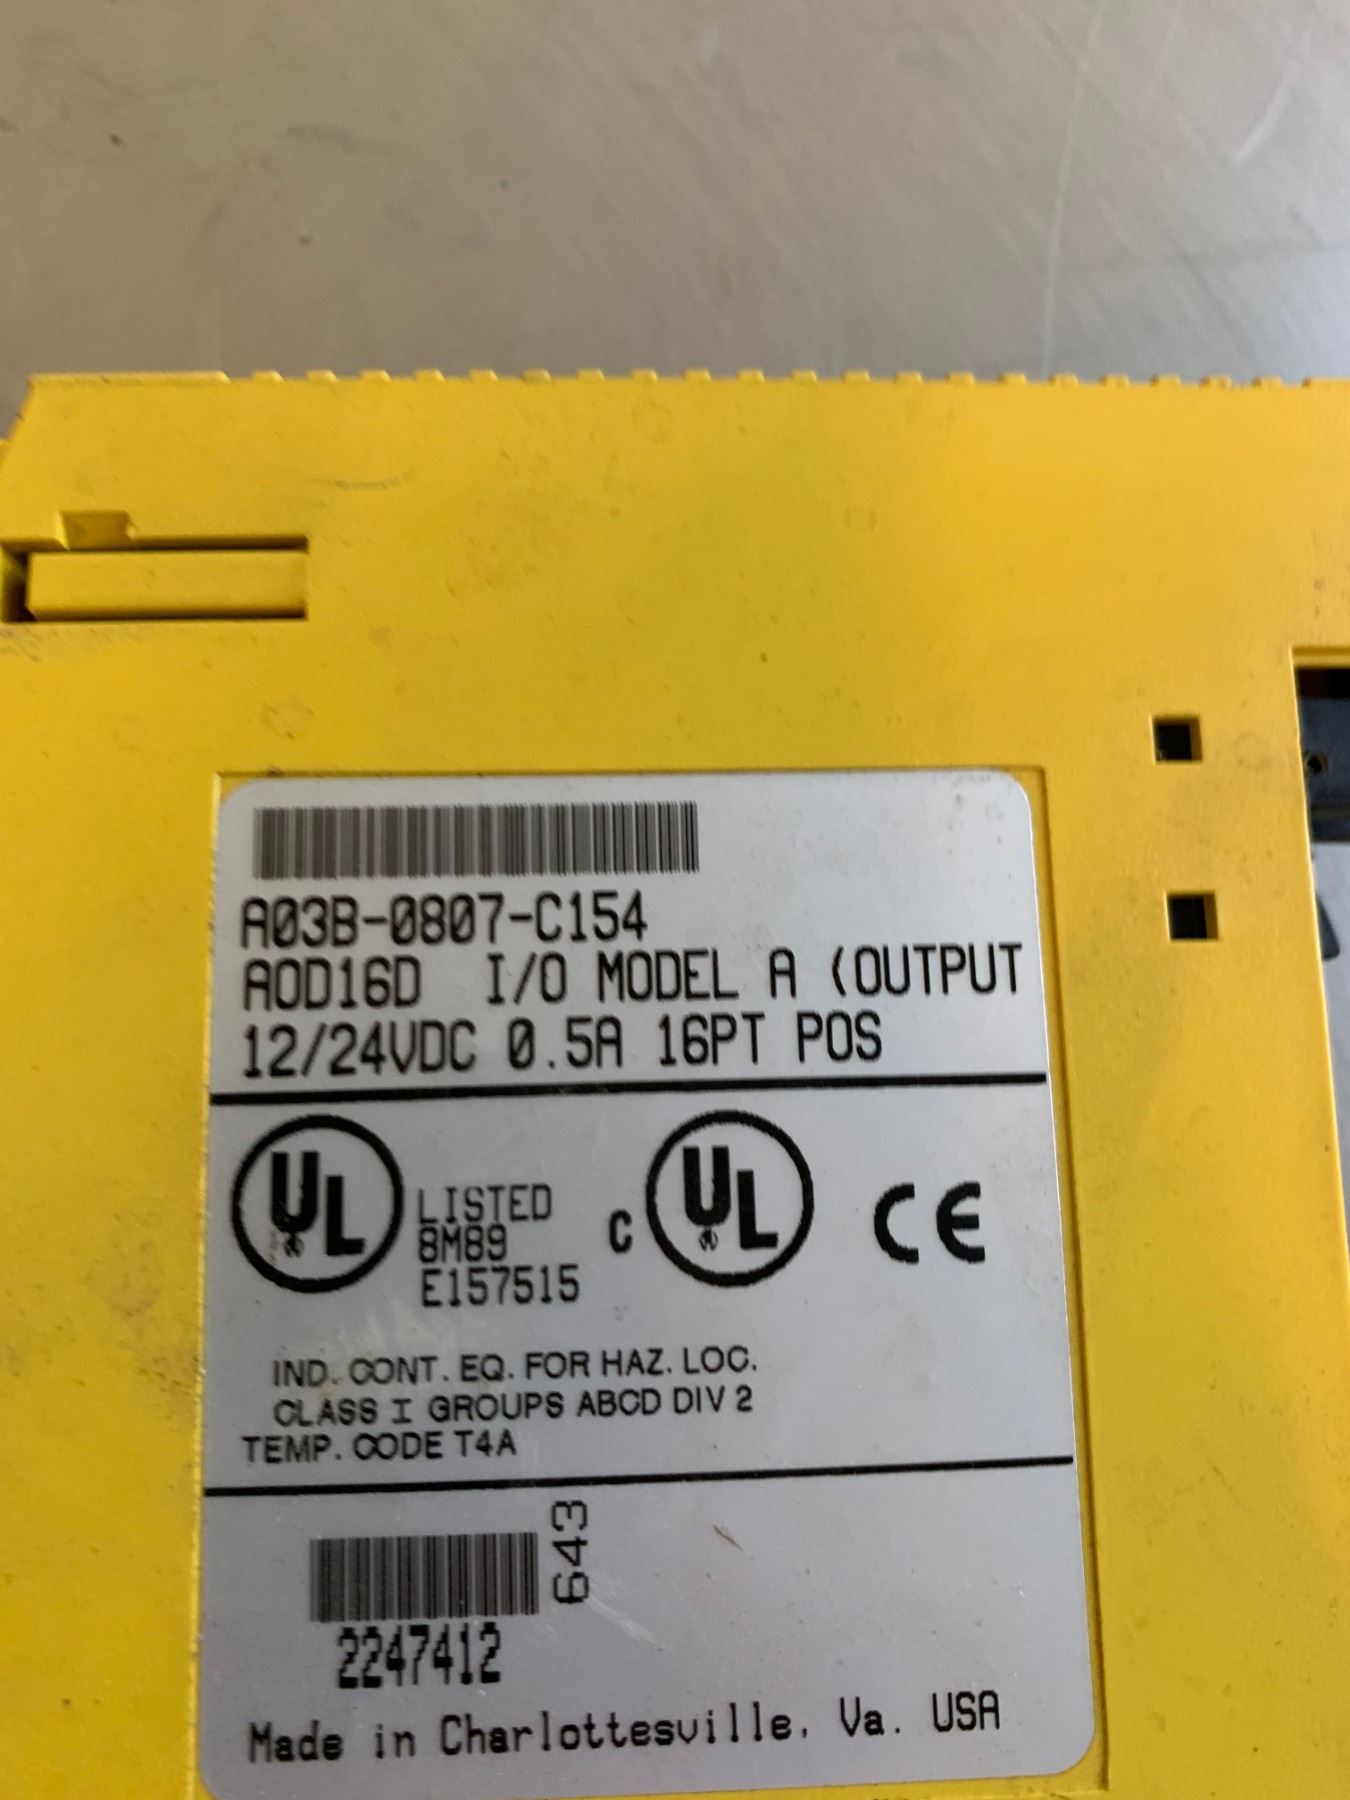 A03B-0807-C154
AOD16D I/O MODEL A (OUTPUT
12/24VDC 0.5A 16PT POS
UL
LISTED
8M89
E157515
C UL
CE
IND. CONT. EQ. FOR HAZ. LOC.
CLASS I GROUPS ABCD DIV 2
TEMP. CODE T4A
643
2247412
Made in Charlottesville, Va. USA